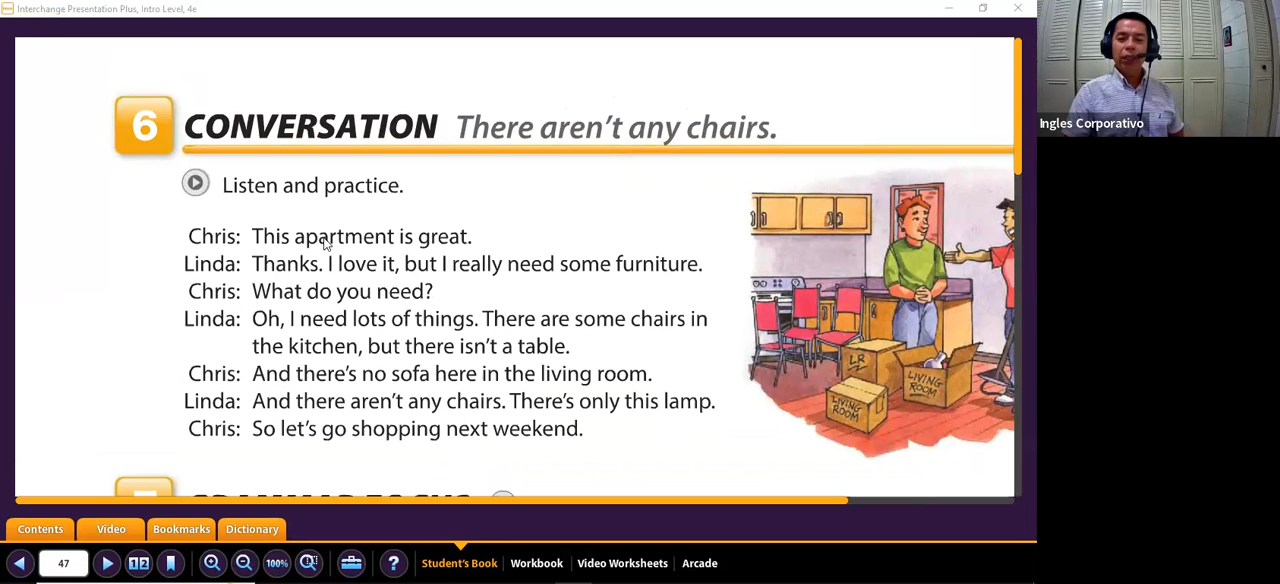 Interchange Presentation Plus, Intro Level, 4e
6 CONVERSATION There aren't any chairs.
Listen and practice.
Chris: This apartment is great.
Linda: Thanks. I love it, but I really need some furniture.
Chris: What do you need?
Linda: Oh, I need lots of things. There are some chairs in
the kitchen, but there isn't a table.
Chris: And there's no sofa here in the living room.
Linda: And there aren't any chairs. There's only this lamp.
Chris: So let's go shopping next weekend.
LR
LIVING
ROOM
LIVING
ROOM
Ingles Corporativo
Contents Video Bookmarks Dictionary
47 12 100% ? Student's Book Workbook Video Worksheets Arcade